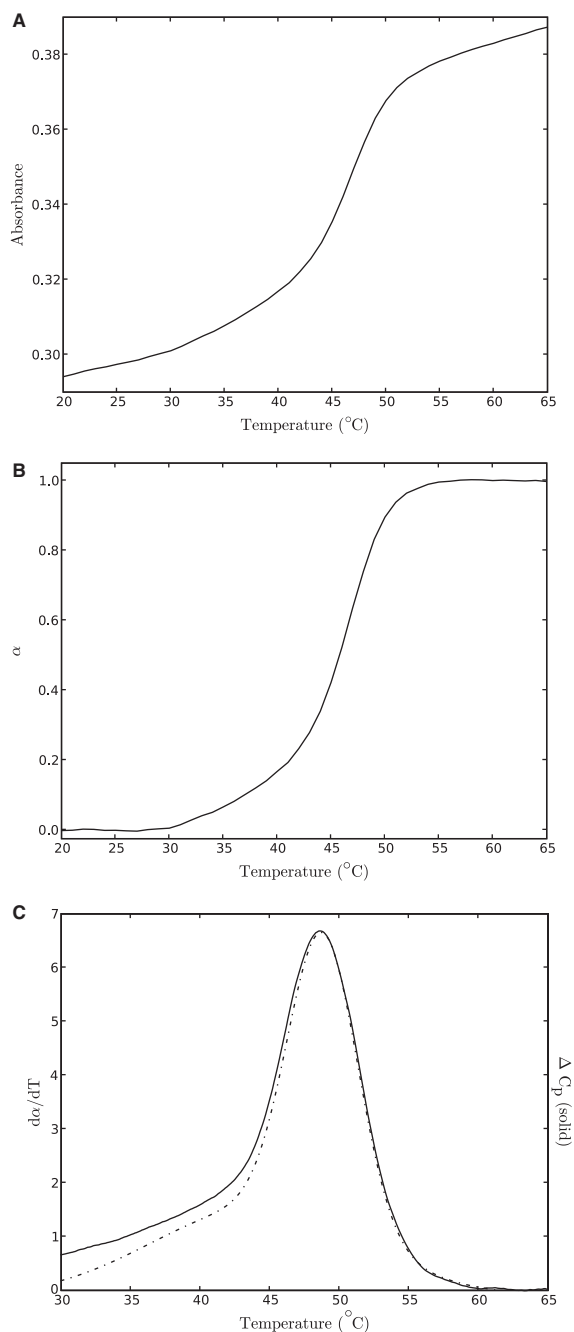 A
0.38
0.36
0.34
0.32
0.30
Absorbance
20 25 30 35 40 45 50 55 60 65
Temperature (°C)
B
1.0
0.8
0.6
0.4
0.2
0.0
α
20 25 30 35 40 45 50 55 60 65
Temperature (°C)
C
7
6
5
4
3
2
1
0
dα/dT
Δ Cp (solid)
30 35 40 45 50 55 60 65
Temperature (°C)